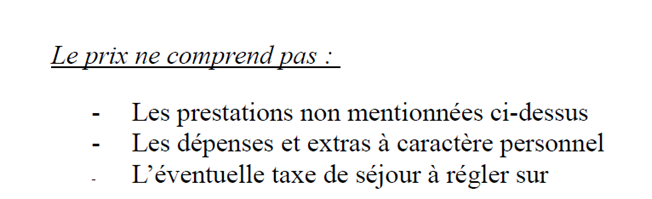 Le prix ne comprend pas :
- Les prestations non mentionnées ci-dessus
- Les dépenses et extras à caractère personnel
- L’éventuelle taxe de séjour à régler sur